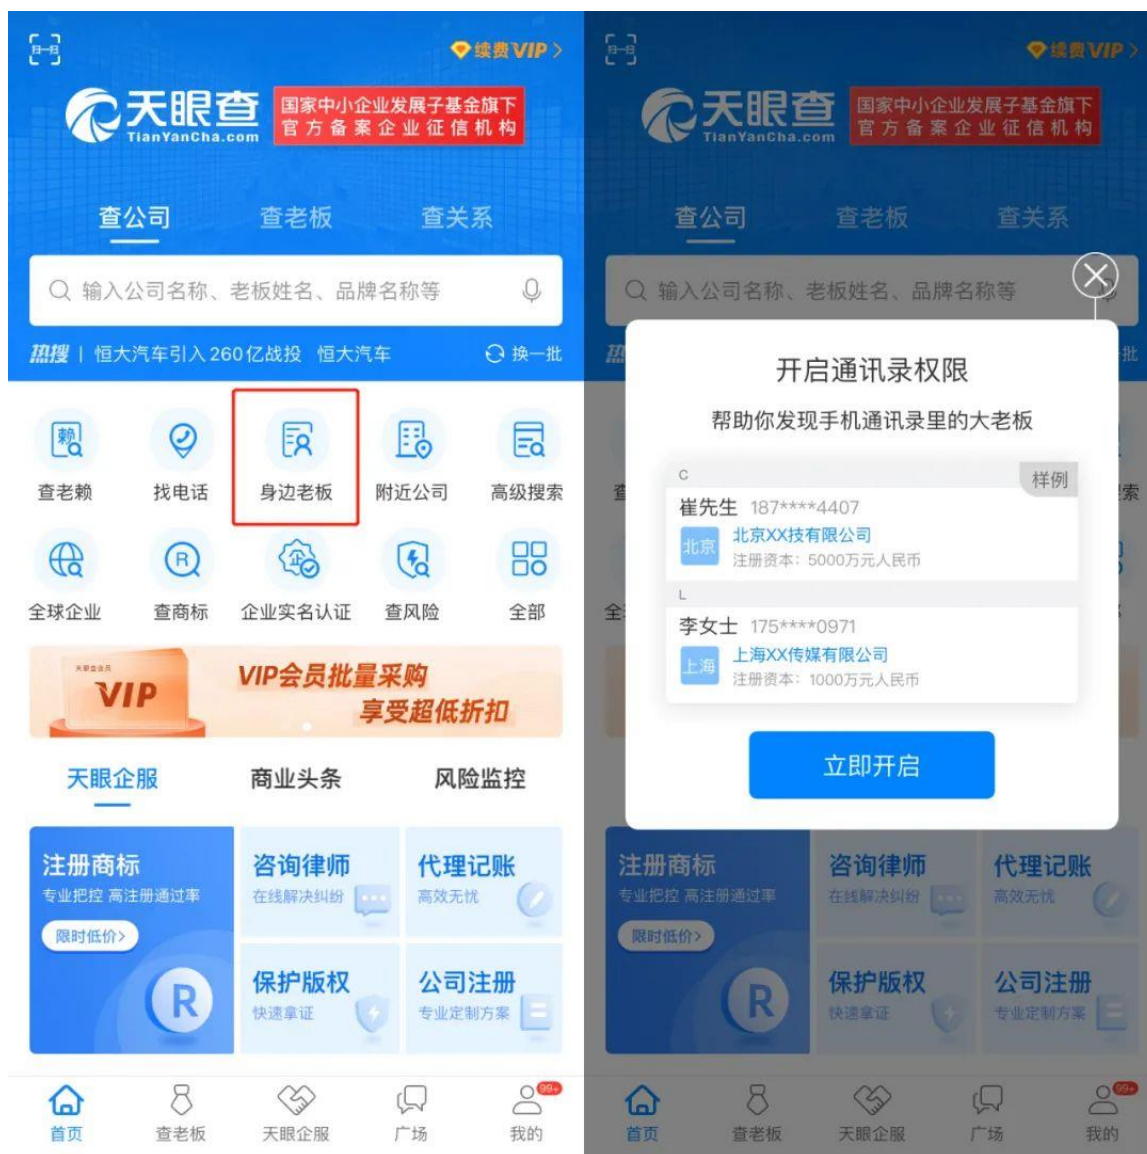 扫一扫
续费VIP >
天眼查
TianYanCha.com
国家中小企业发展子基金旗下
官方备案企业征信机构
查公司 查老板 查关系
输入公司名称、老板姓名、品牌名称等
热搜 | 恒大汽车引入260亿战投 恒大汽车 换一批
赖
查老赖 找电话 身边老板 附近公司 高级搜索
R
企
全球企业 查商标 企业实名认证 查风险 全部
天眼查会员
VIP
VIP会员批量采购
享受超低折扣
天眼企服 商业头条 风险监控
注册商标
专业把控 高注册通过率
限时低价>
R
咨询律师
在线解决纠纷
代理记账
高效无忧
保护版权
快速拿证
公司注册
专业定制方案
99+
首页 查老板 天眼企服 广场 我的
扫一扫
续费VIP >
天眼查
TianYanCha.com
国家中小企业发展子基金旗下
官方备案企业征信机构
查公司 查老板 查关系
输入公司名称、老板姓名、品牌名称等
开启通讯录权限
帮助你发现手机通讯录里的大老板
C
样例
崔先生 187****4407
北京
北京XX技有限公司
注册资本：5000万元人民币
L
李女士 175****0971
上海
上海XX传媒有限公司
注册资本：1000万元人民币
立即开启
注册商标
专业把控 高注册通过率
限时低价>
R
咨询律师
在线解决纠纷
代理记账
高效无忧
保护版权
快速拿证
公司注册
专业定制方案
99+
首页 查老板 天眼企服 广场 我的